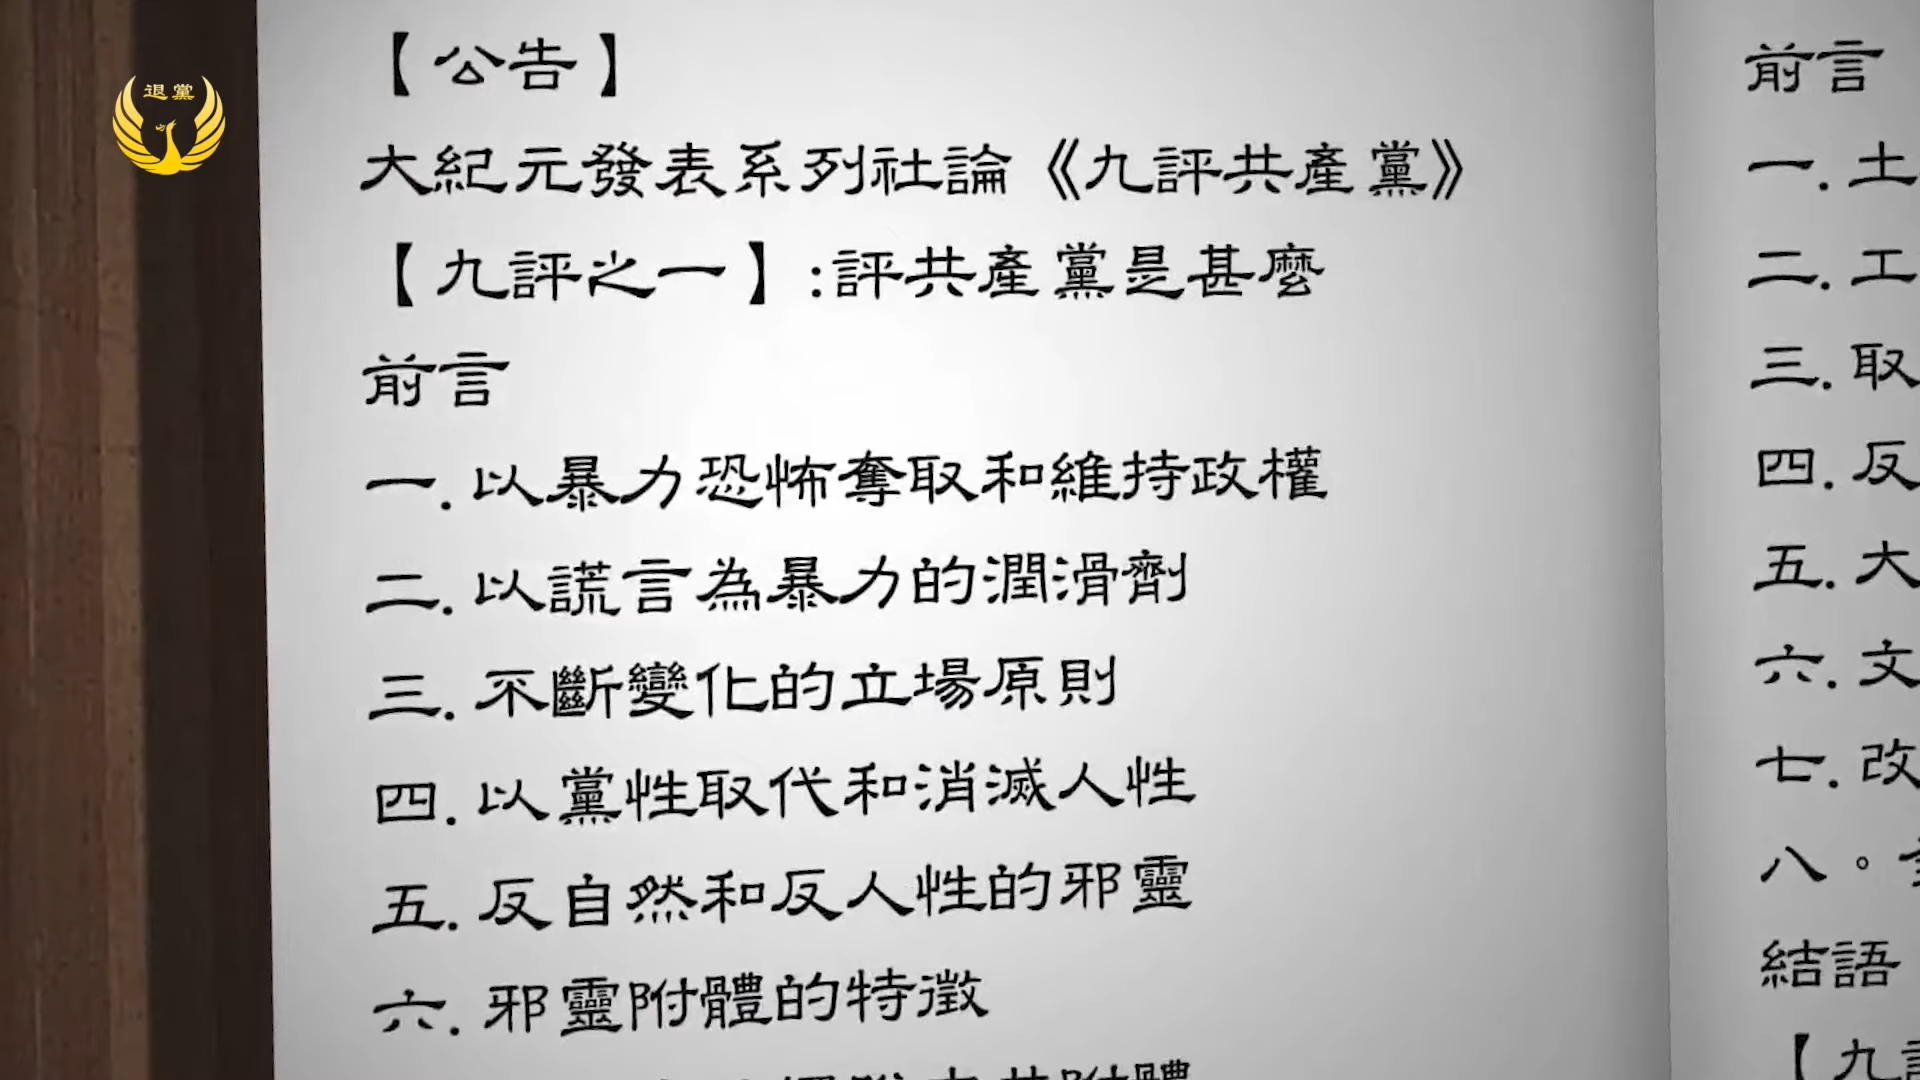 退黨
【公告】
大紀元發表系列社論《九評共產黨》
【九評之一】:評共產黨是甚麼
前言
一.以暴力恐怖奪取和維持政權
二.以謊言為暴力的潤滑劑
三.不斷變化的立場原則
四.以黨性取代和消滅人性
五.反自然和反人性的邪靈
六.邪靈附體的特徵
前言
一.土
二.工
三.取
四.反
五.大
六.文
七.改
八。
結語
【九評